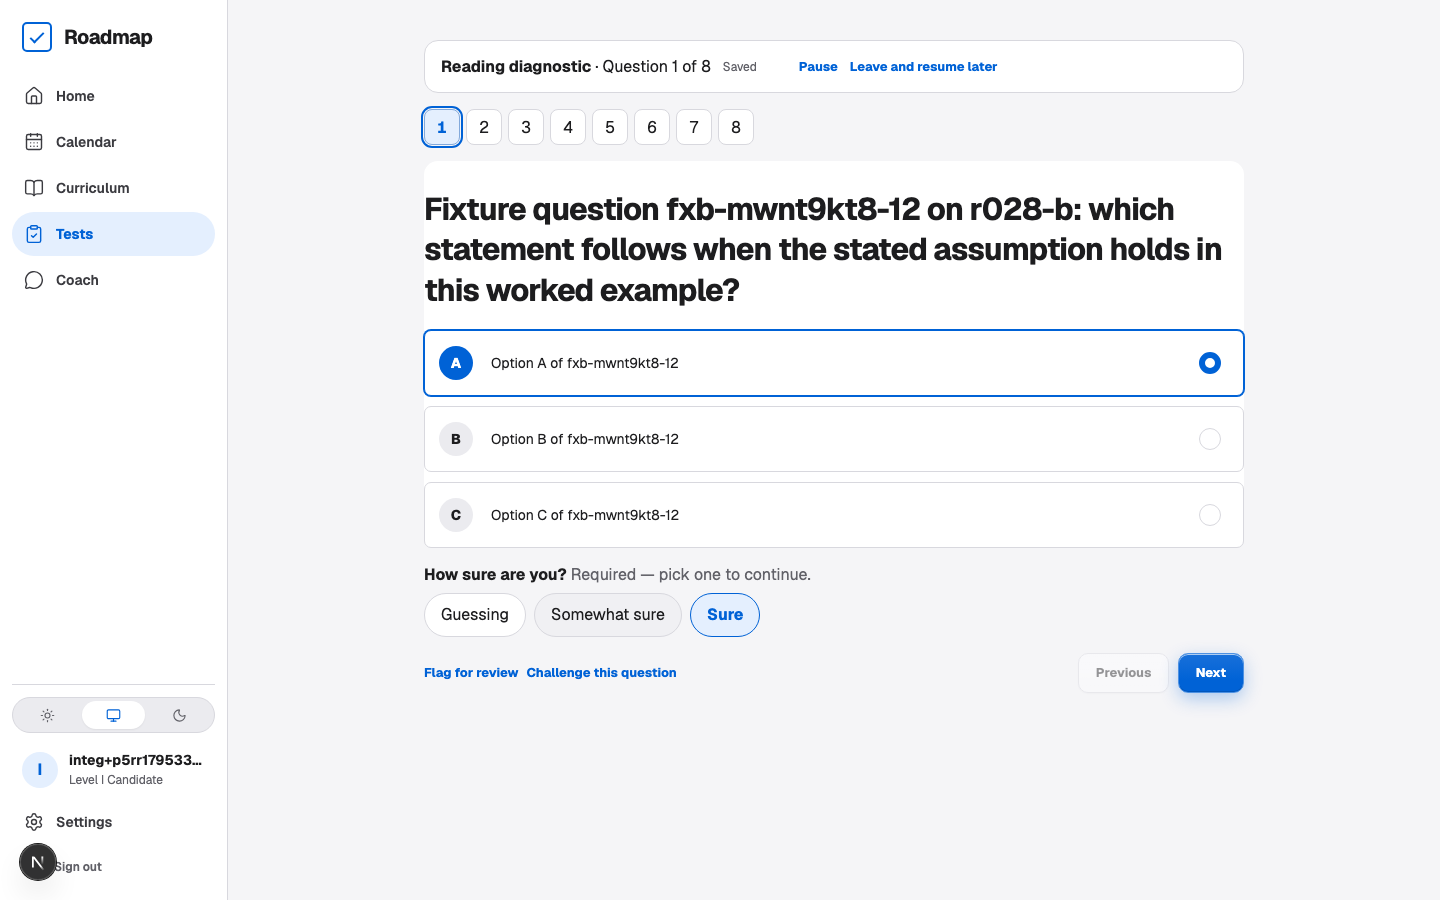 Roadmap
Home
Calendar
Curriculum
Tests
Coach
integ+p5rr179533...
I
Level I Candidate
Settings
N
Sign out
Reading diagnostic · Question 1 of 8 Saved Pause Leave and resume later
1 2 3 4 5 6 7 8
Fixture question fxb-mwnt9kt8-12 on r028-b: which
statement follows when the stated assumption holds in
this worked example?
A Option A of fxb-mwnt9kt8-12
B Option B of fxb-mwnt9kt8-12
C Option C of fxb-mwnt9kt8-12
How sure are you? Required — pick one to continue.
Guessing Somewhat sure Sure
Flag for review Challenge this question Previous Next